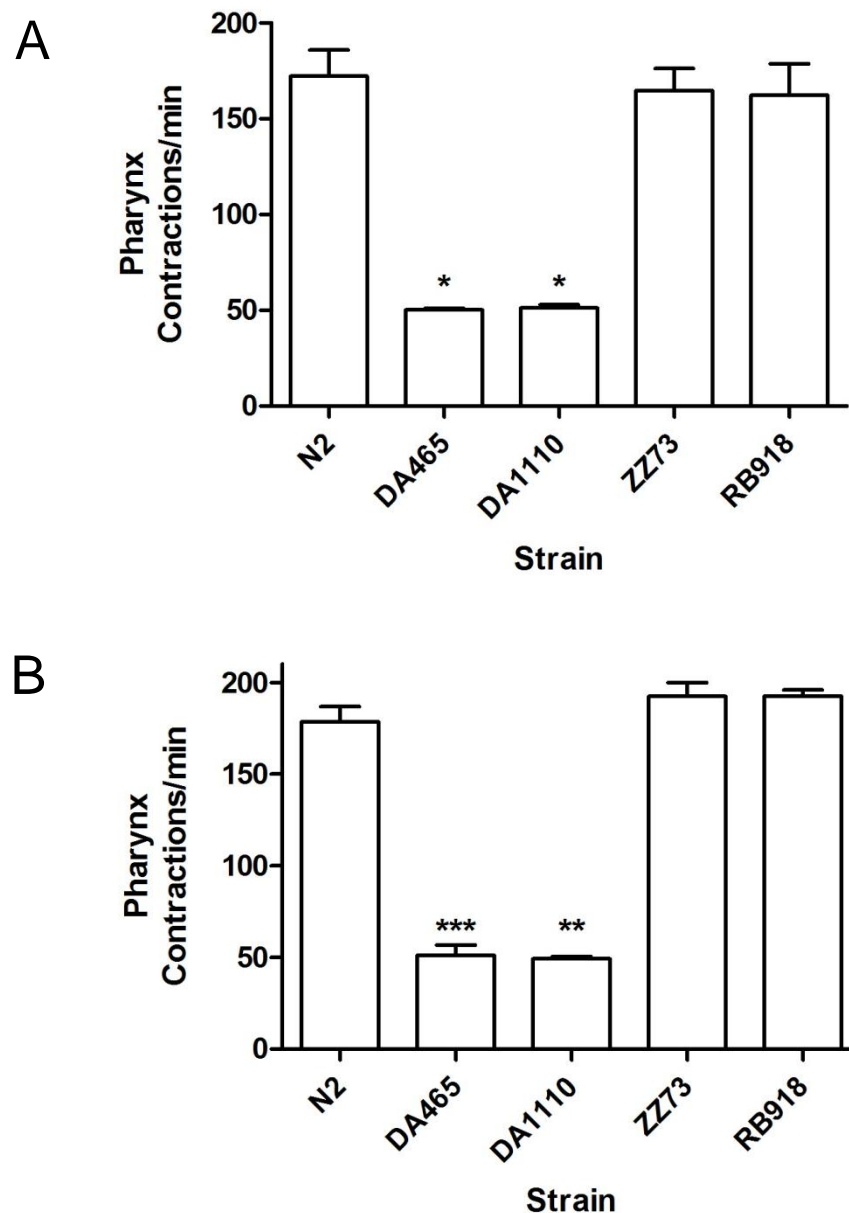 A
200
150
100
50
0
Pharynx
Contractions/min
*
*
N2
DA465
DA1110
ZZ73
RB918
Strain
B
200
150
100
50
0
Pharynx
Contractions/min
***
**
N2
DA465
DA1110
ZZ73
RB918
Strain